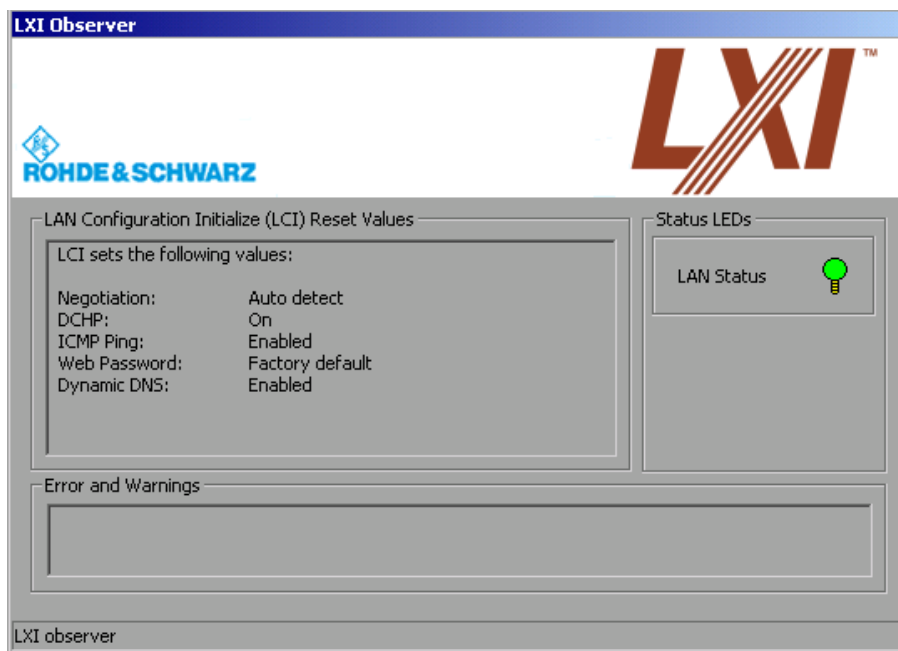 LXI Observer
LXI™
ROHDE & SCHWARZ
LAN Configuration Initialize (LCI) Reset Values
LCI sets the following values:
Negotiation: Auto detect
DCHP: On
ICMP Ping: Enabled
Web Password: Factory default
Dynamic DNS: Enabled
Status LEDs
LAN Status
Error and Warnings
LXI observer